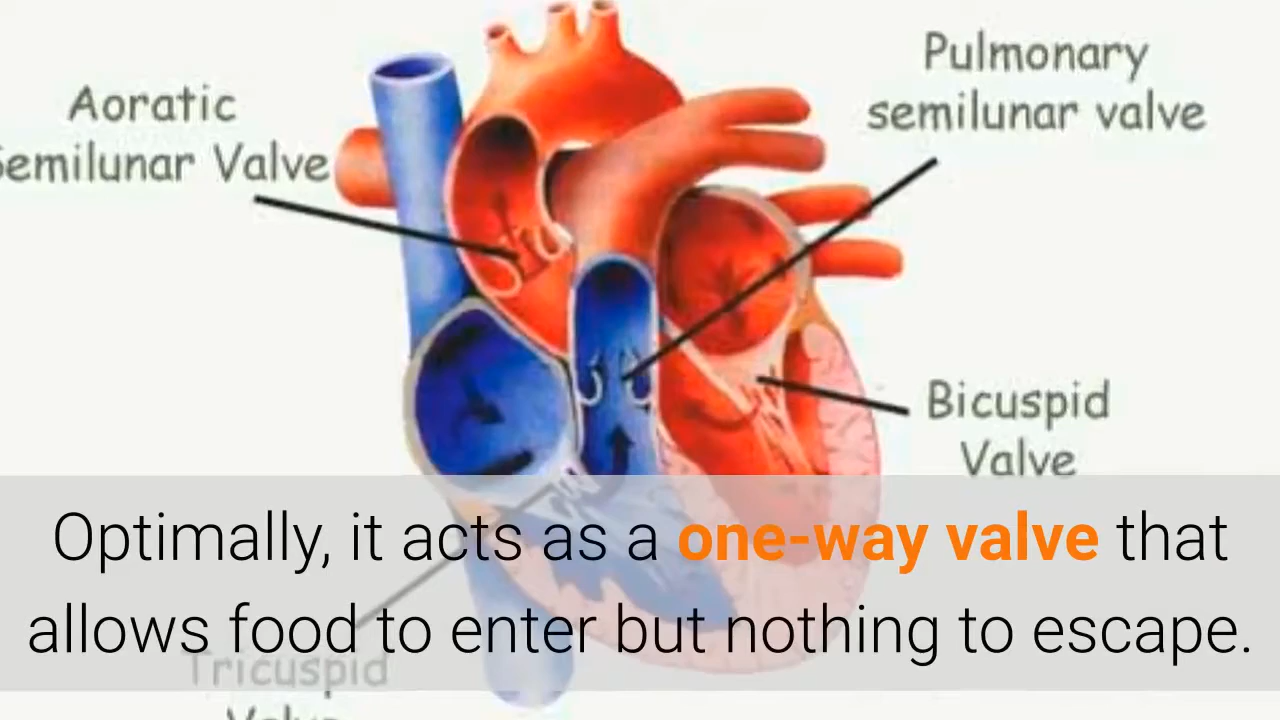 Pulmonary
semilunar valve
Aoratic
Semilunar Valve
Bicuspid
Valve
Optimally, it acts as a one-way valve that
allows food to enter but nothing to escape.
Tricuspid
Valve